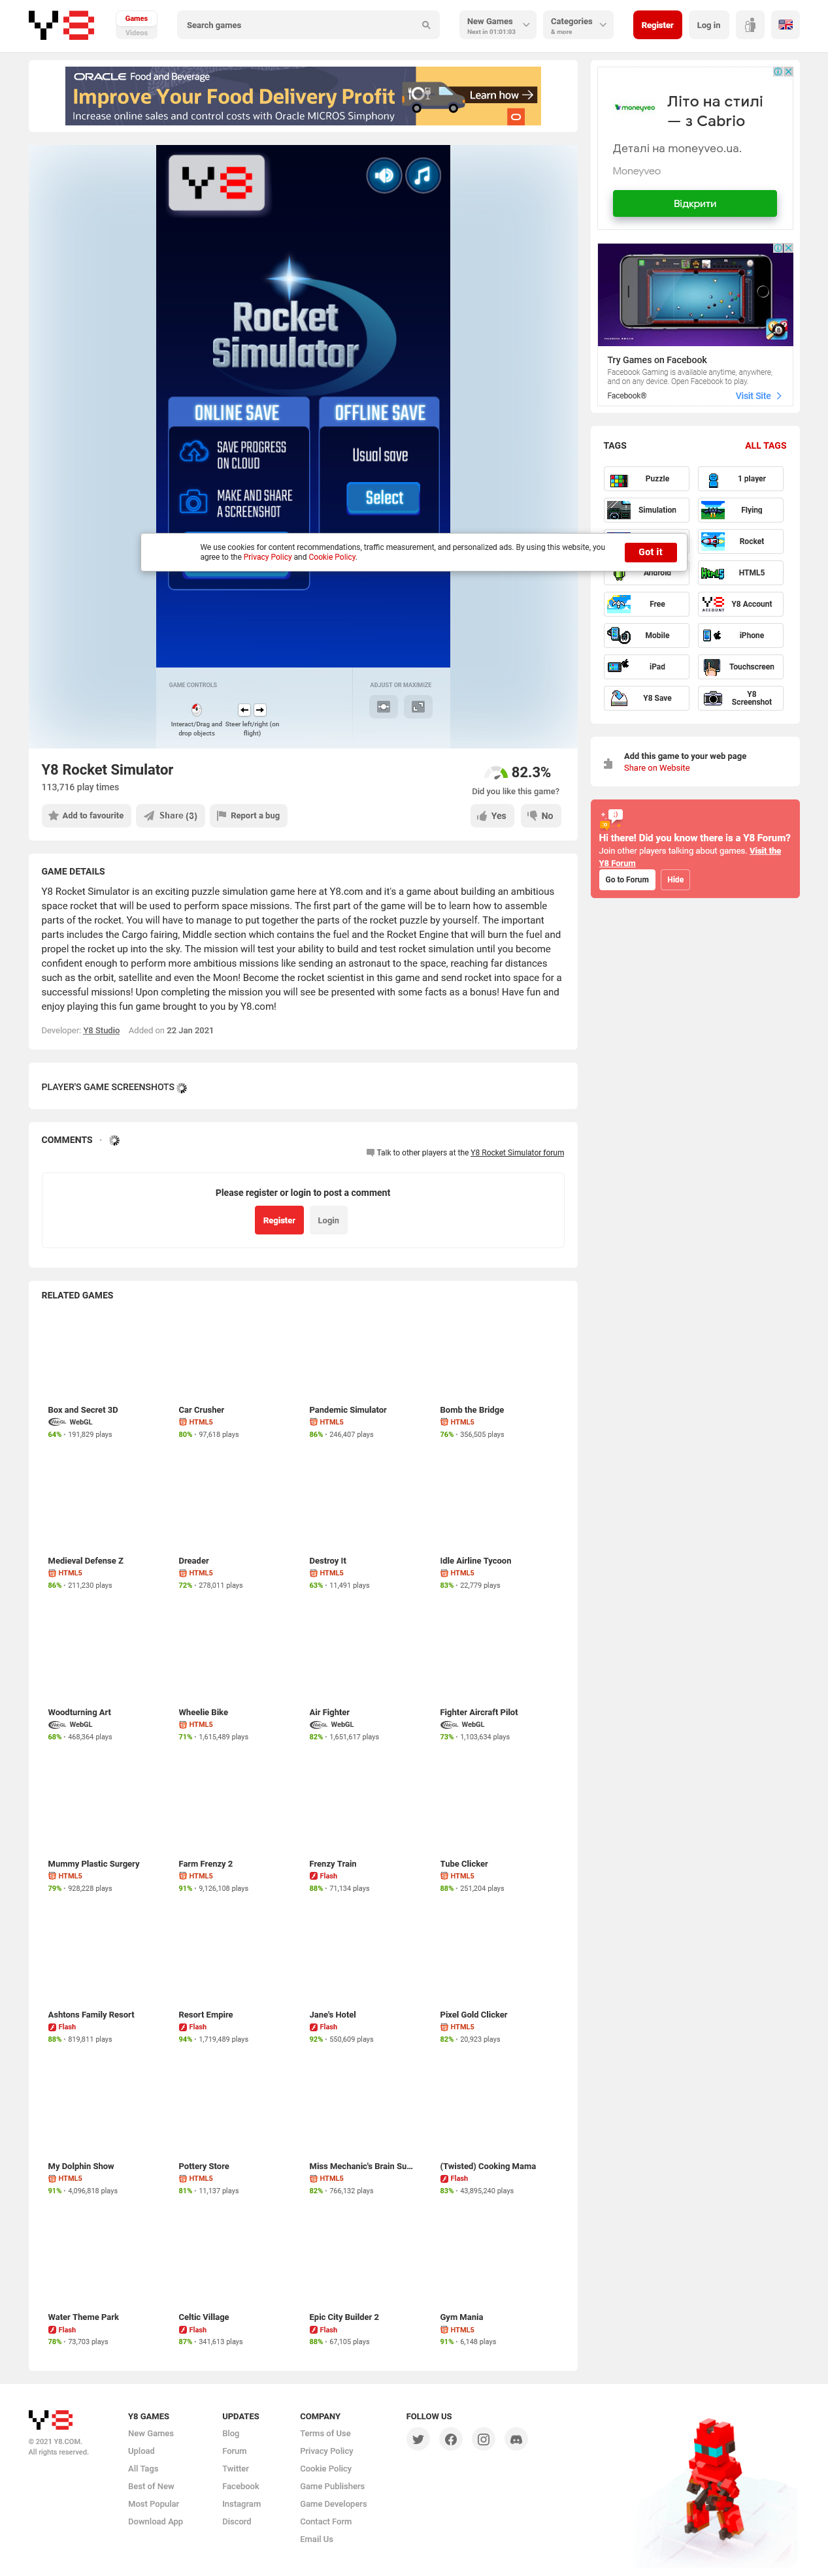 Y8
Games
Videos
Search games
New Games
Next in 01:01:03
Categories
& more
Register
Log in
ORACLE Food and Beverage
Improve Your Food Delivery Profit
Increase online sales and control costs with Oracle MICROS Simphony
Learn how
Літо на стилі
— з Cabrio
moneyveo
Деталі на moneyveo.ua.
Moneyveo
Відкрити
Y8
Rocket
Simulator
ONLINE SAVE
OFFLINE SAVE
SAVE PROGRESS
ON CLOUD
MAKE AND SHARE
A SCREENSHOT
Usual save
Select
Try Games on Facebook
Facebook Gaming is available anytime, anywhere,
and on any device. Open Facebook to play.
Facebook®
Visit Site
TAGS
ALL TAGS
Puzzle
1 player
Simulation
Flying
Rocket
Android
HTML5
Free
Y8 Account
Mobile
iPhone
iPad
Touchscreen
Y8 Save
Y8
Screenshot
We use cookies for content recommendations, traffic measurement, and personalized ads. By using this website, you
agree to the Privacy Policy and Cookie Policy.
Got it
GAME CONTROLS
Interact/Drag and
drop objects
Steer left/right (on
flight)
ADJUST OR MAXIMIZE
Add this game to your web page
Share on Website
Hi there! Did you know there is a Y8 Forum?
Join other players talking about games. Visit the
Y8 Forum
Go to Forum
Hide
Y8 Rocket Simulator
113,716 play times
82.3%
Did you like this game?
Add to favourite
Share (3)
Report a bug
Yes
No
GAME DETAILS
Y8 Rocket Simulator is an exciting puzzle simulation game here at Y8.com and it's a game about building an ambitious
space rocket that will be used to perform space missions. The first part of the game will be to learn how to assemble
parts of the rocket. You will have to manage to put together the parts of the rocket puzzle by yourself. The important
parts includes the Cargo fairing, Middle section which contains the fuel and the Rocket Engine that will burn the fuel and
propel the rocket up into the sky. The mission will test your ability to build and test rocket simulation until you become
confident enough to perform more ambitious missions like sending an astronaut to the space, reaching far distances
such as the orbit, satellite and even the Moon! Become the rocket scientist in this game and send rocket into space for a
successful missions! Upon completing the mission you will see be presented with some facts as a bonus! Have fun and
enjoy playing this fun game brought to you by Y8.com!
Developer: Y8 Studio Added on 22 Jan 2021
PLAYER'S GAME SCREENSHOTS
COMMENTS ·
Talk to other players at the Y8 Rocket Simulator forum
Please register or login to post a comment
Register
Login
RELATED GAMES
Box and Secret 3D
WebGL
64% · 191,829 plays
Car Crusher
HTML5
80% · 97,618 plays
Pandemic Simulator
HTML5
86% · 246,407 plays
Bomb the Bridge
HTML5
76% · 356,505 plays
Medieval Defense Z
HTML5
86% · 211,230 plays
Dreader
HTML5
72% · 278,011 plays
Destroy It
HTML5
63% · 11,491 plays
Idle Airline Tycoon
HTML5
83% · 22,779 plays
Woodturning Art
WebGL
68% · 468,364 plays
Wheelie Bike
HTML5
71% · 1,615,489 plays
Air Fighter
WebGL
82% · 1,651,617 plays
Fighter Aircraft Pilot
WebGL
73% · 1,103,634 plays
Mummy Plastic Surgery
HTML5
79% · 928,228 plays
Farm Frenzy 2
HTML5
91% · 9,126,108 plays
Frenzy Train
Flash
88% · 71,134 plays
Tube Clicker
HTML5
88% · 251,204 plays
Ashtons Family Resort
Flash
88% · 819,811 plays
Resort Empire
Flash
94% · 1,719,489 plays
Jane's Hotel
Flash
92% · 550,609 plays
Pixel Gold Clicker
HTML5
82% · 20,923 plays
My Dolphin Show
HTML5
91% · 4,096,818 plays
Pottery Store
HTML5
81% · 11,137 plays
Miss Mechanic's Brain Su...
HTML5
82% · 766,132 plays
(Twisted) Cooking Mama
Flash
83% · 43,895,240 plays
Water Theme Park
Flash
78% · 73,703 plays
Celtic Village
Flash
87% · 341,613 plays
Epic City Builder 2
Flash
88% · 67,105 plays
Gym Mania
HTML5
91% · 6,148 plays
Y8
© 2021 Y8.COM.
All rights reserved.
Y8 GAMES
New Games
Upload
All Tags
Best of New
Most Popular
Download App
UPDATES
Blog
Forum
Twitter
Facebook
Instagram
Discord
COMPANY
Terms of Use
Privacy Policy
Cookie Policy
Game Publishers
Game Developers
Contact Form
Email Us
FOLLOW US